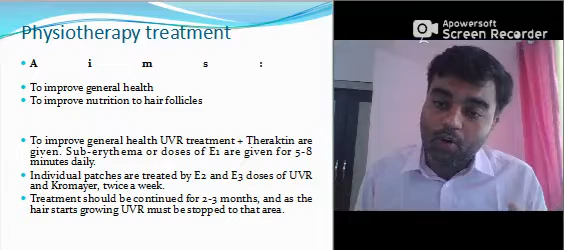 Physiotherapy treatment
A i m s :
To improve general health
To improve nutrition to hair follicles
To improve general health UVR treatment + Theraktin are
given. Sub-erythema or doses of E1 are given for 5-8
minutes daily.
Individual patches are treated by E2 and E3 doses of UVR
and Kromayer, twice a week.
Treatment should be continued for 2-3 months, and as the
hair starts growing UVR must be stopped to that area.
Apowersoft
Screen Recorder